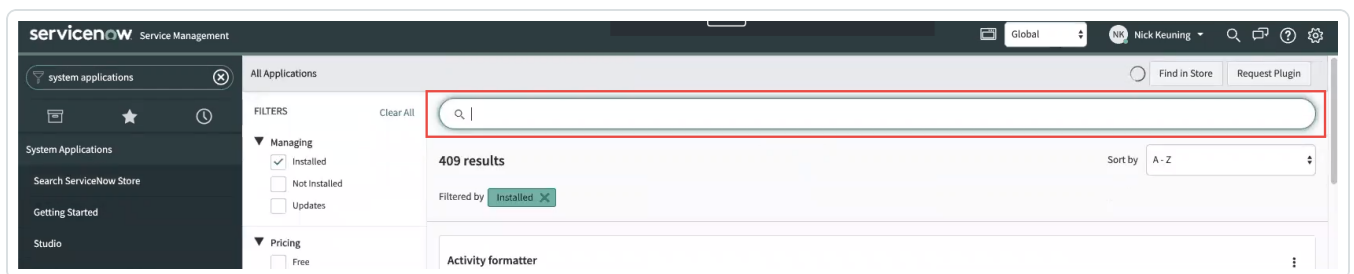 servicenow Service Management
Global
NK Nick Keuning
system applications
All Applications
Find in Store
Request Plugin
FILTERS
Clear All
Managing
Installed
Not Installed
Updates
Pricing
Free
System Applications
Search ServiceNow Store
Getting Started
Studio
409 results
Sort by A - Z
Filtered by Installed
Activity formatter